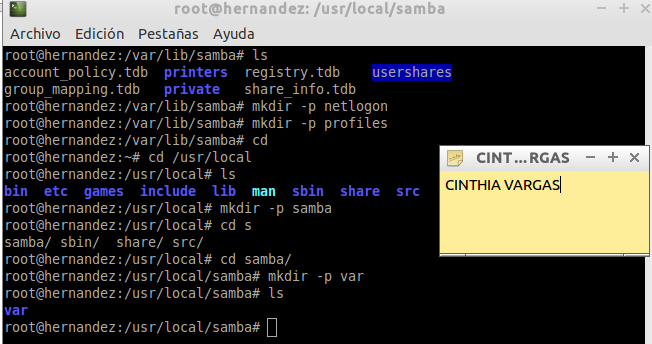 root@hernandez: /usr/local/samba
Archivo Edición Pestañas Ayuda
root@hernandez:/var/lib/samba# ls
account_policy.tdb printers registry.tdb usershares
group_mapping.tdb private share_info.tdb
root@hernandez:/var/lib/samba# mkdir -p netlogon
root@hernandez:/var/lib/samba# mkdir -p profiles
root@hernandez:/var/lib/samba# cd
root@hernandez:~# cd /usr/local
root@hernandez:/usr/local# ls
bin etc games include lib man sbin share src
root@hernandez:/usr/local# mkdir -p samba
root@hernandez:/usr/local# cd s
samba/ sbin/ share/ src/
root@hernandez:/usr/local# cd samba/
root@hernandez:/usr/local/samba# mkdir -p var
root@hernandez:/usr/local/samba# ls
var
root@hernandez:/usr/local/samba#
CINT...RGAS
CINTHIA VARGAS